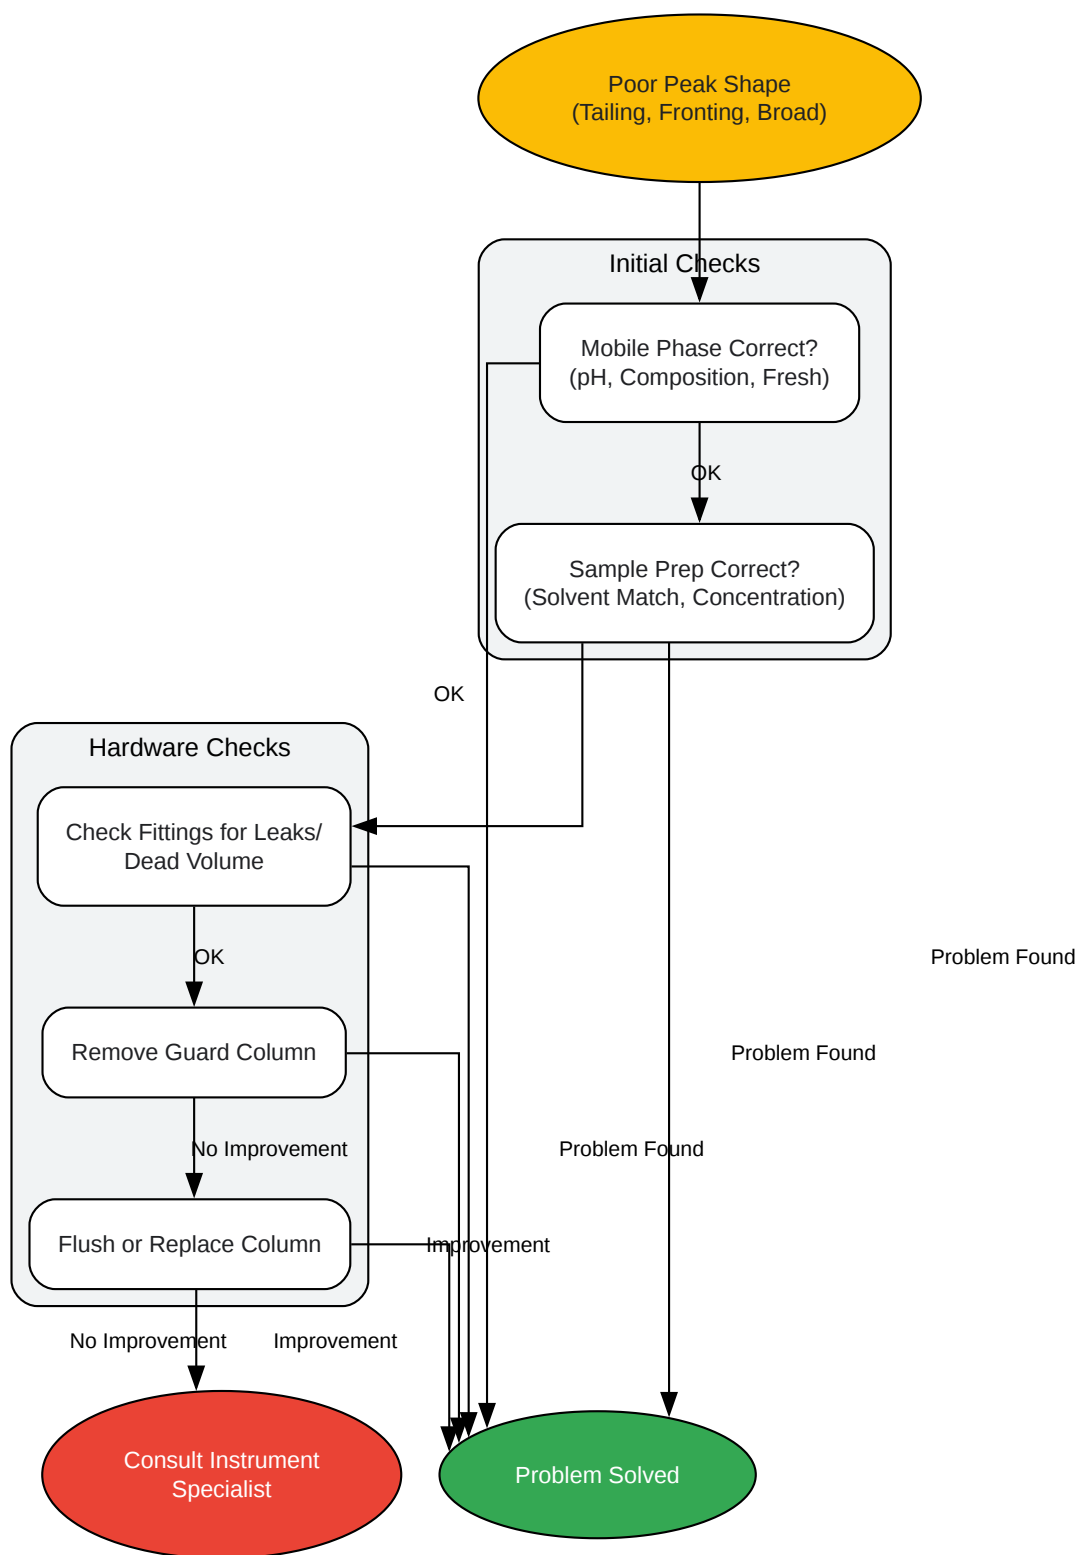 Poor Peak Shape
(Tailing, Fronting, Broad)
Initial Checks
Mobile Phase Correct?
(pH, Composition, Fresh)
OK
Sample Prep Correct?
(Solvent Match, Concentration)
OK
Hardware Checks
Check Fittings for Leaks/
Dead Volume
OK
Problem Found
Remove Guard Column
Problem Found
No Improvement
Problem Found
Flush or Replace Column
Improvement
No Improvement
Improvement
Consult Instrument
Specialist
Problem Solved